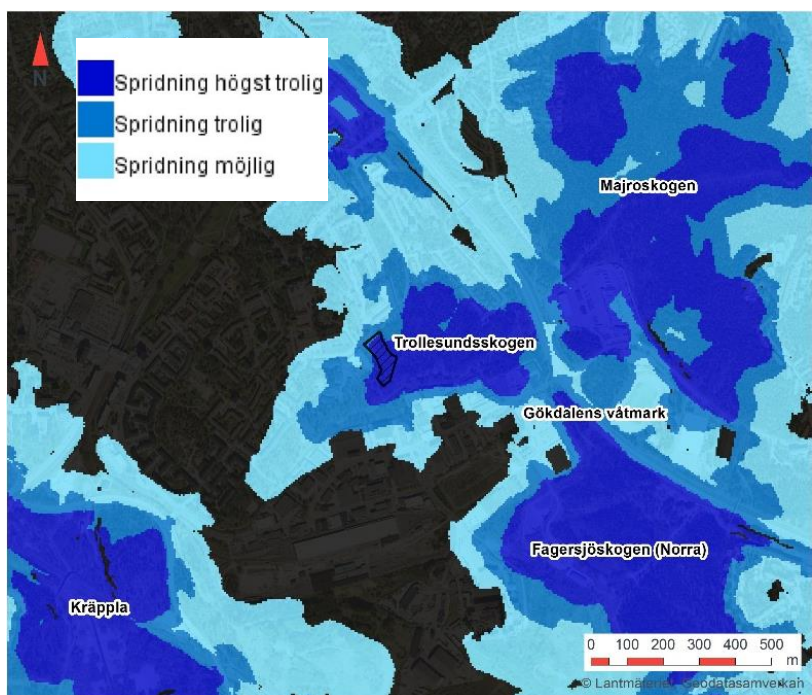 N
Spridning högst trolig
Spridning trolig
Spridning möjlig
Majroskogen
Trollesundsskogen
Gökdalens våtmark
Fagersjöskogen (Norra)
Kräppla
0 100 200 300 400 500
m
© Lantmäteriet, Geodatasamverkan